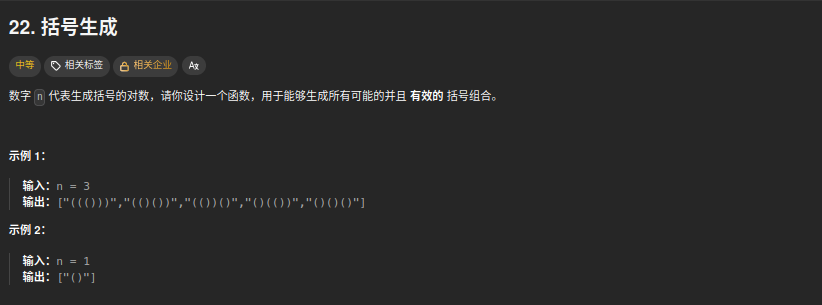 22. 括号生成
中等 相关标签 相关企业 Aあ
数字 n 代表生成括号的对数，请你设计一个函数，用于能够生成所有可能的并且 有效的 括号组合。
示例 1：
输入：n = 3
输出：["((()))","(()())","(())()","()(())","()()()"]
示例 2：
输入：n = 1
输出：["()"]